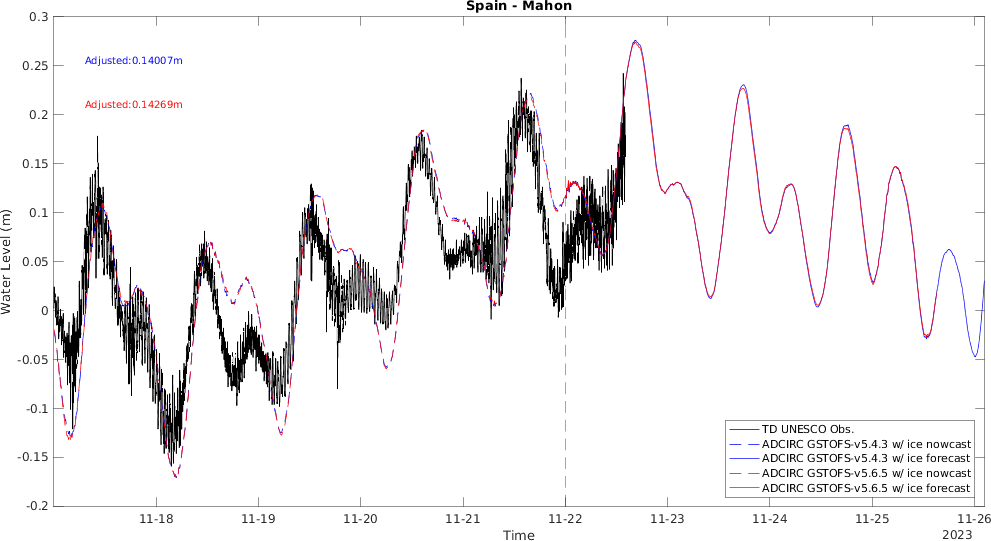 Spain - Mahon
0.3
0.25
0.2
0.15
0.1
0.05
0
-0.05
-0.1
-0.15
-0.2
Water Level (m)
Adjusted:0.14007m
Adjusted:0.14269m
TD UNESCO Obs.
ADCIRC GSTOFS-v5.4.3 w/ ice nowcast
ADCIRC GSTOFS-v5.4.3 w/ ice forecast
ADCIRC GSTOFS-v5.6.5 w/ ice nowcast
ADCIRC GSTOFS-v5.6.5 w/ ice forecast
11-18 11-19 11-20 11-21 11-22 11-23 11-24 11-25 11-26
Time
2023